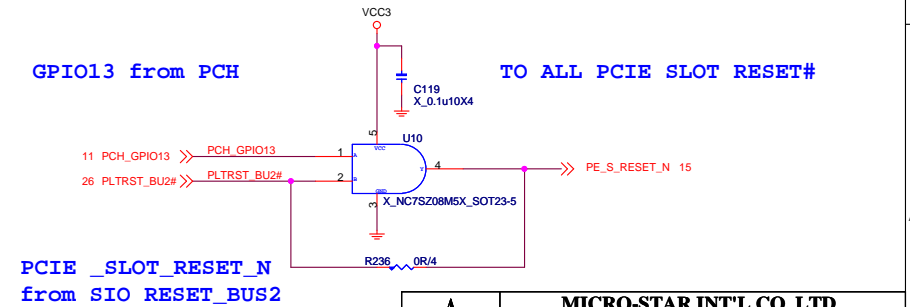 VCC3
GPIO13 from PCH
TO ALL PCIE SLOT RESET#
C119
X_0.1u10X4
5
U10
VCC
11 PCH_GPIO13
PCH_GPIO13
1
A
26 PLTRST_BU2#
PLTRST_BU2#
2
B
Y
4
PE_S_RESET_N 15
GND
3
X_NC7SZ08M5X_SOT23-5
R236
0R/4
PCIE _SLOT_RESET_N
from SIO RESET_BUS2
MICRO-STAR INT'L CO.,LTD